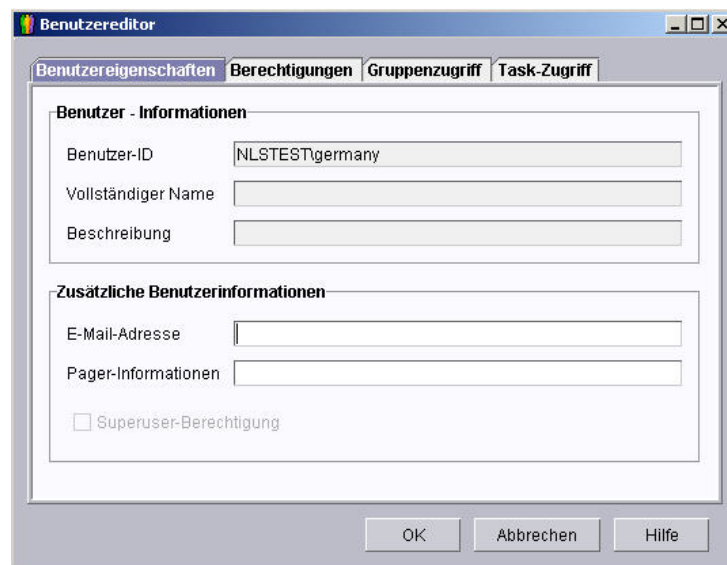 Benutzereditor
Benutzereigenschaften Berechtigungen Gruppenzugriff Task-Zugriff
Benutzer - Informationen
Benutzer-ID NLSTEST\germany
Vollständiger Name
Beschreibung
Zusätzliche Benutzerinformationen
E-Mail-Adresse
Pager-Informationen
Superuser-Berechtigung
OK Abbrechen Hilfe